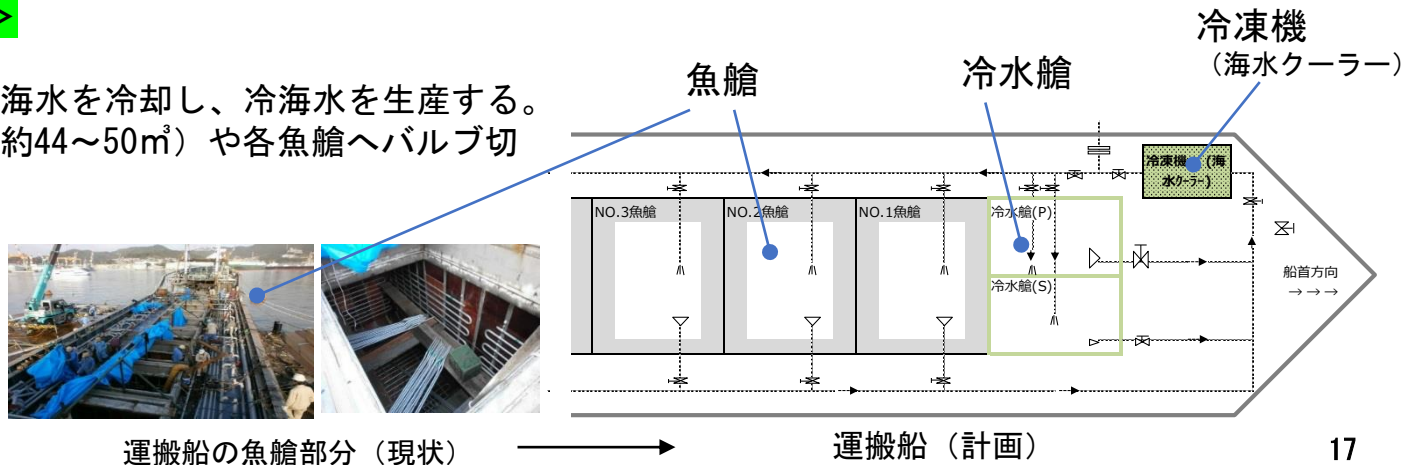 >
海水を冷却し、冷海水を生産する。
約44～50㎥）や各魚艙へバルブ切
魚艙
冷水艙
冷凍機
（海水クーラー）
冷凍機 (海
水クーラー)
NO.3魚艙
NO.2魚艙
NO.1魚艙
冷水艙(P)
冷水艙(S)
船首方向
→→→
運搬船の魚艙部分（現状）
運搬船（計画）
17